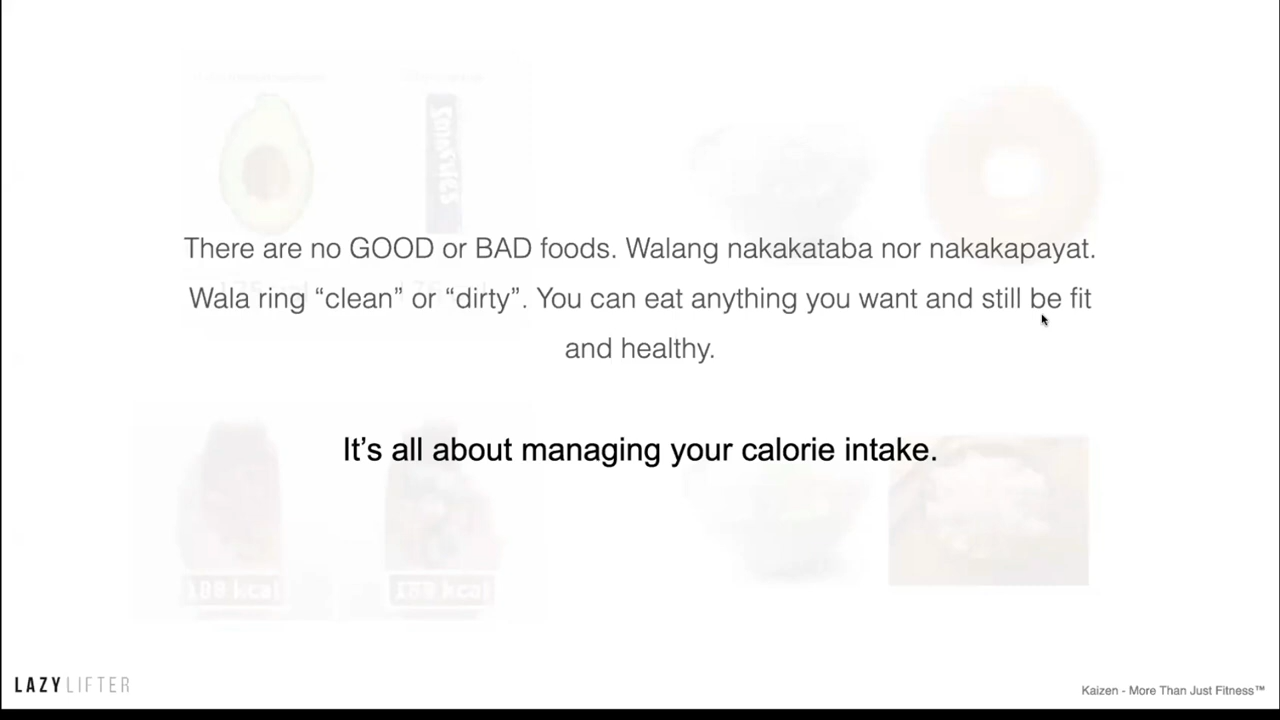 There are no GOOD or BAD foods. Walang nakakataba nor nakakapayat.
Wala ring “clean” or “dirty”. You can eat anything you want and still be fit
and healthy.
It’s all about managing your calorie intake.
LAZYLIFTER
Kaizen - More Than Just Fitness™